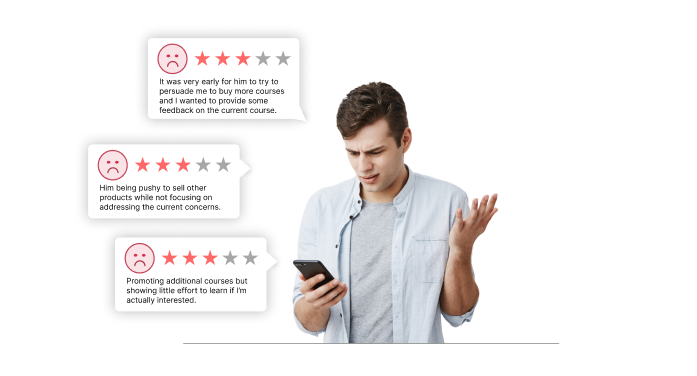 It was very early for him to try to
persuade me to buy more courses
and I wanted to provide some
feedback on the current course.
Him being pushy to sell other
products while not focusing on
addressing the current concerns.
Promoting additional courses but
showing little effort to learn if I'm
actually interested.